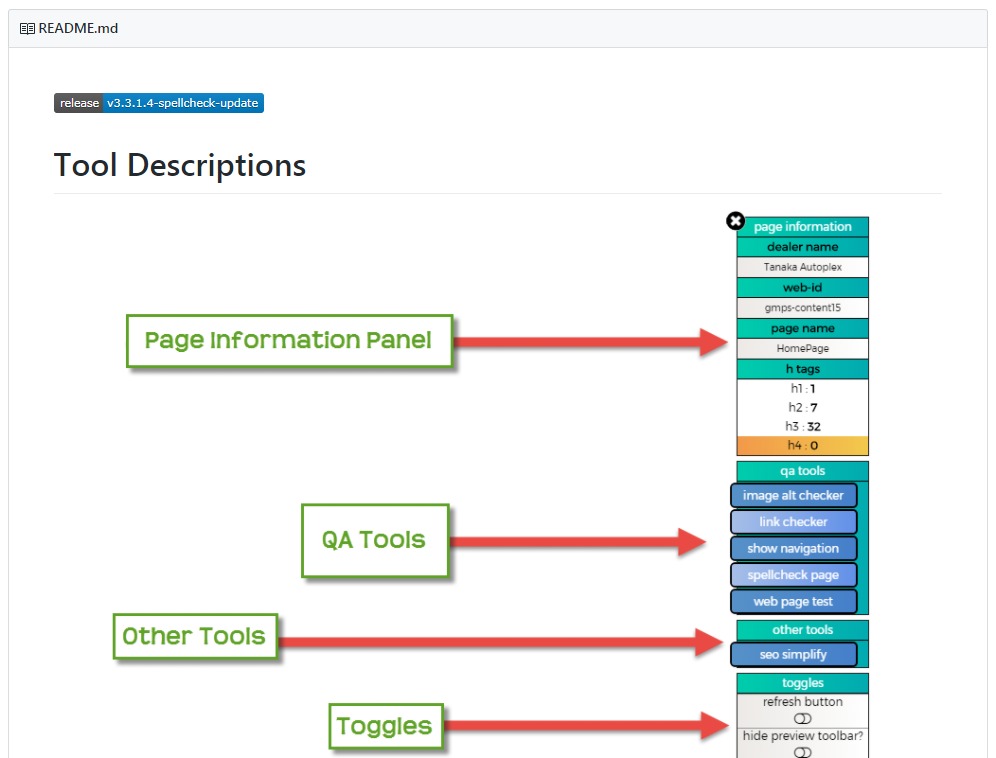 README.md
release v3.3.1.4-spellcheck-update
Tool Descriptions
page information
dealer name
Tanaka Autoplex
web-id
gmps-content15
page name
HomePage
h tags
h1 : 1
h2 : 7
h3 : 32
h4 : 0
Page Information Panel
qa tools
image alt checker
link checker
show navigation
spellcheck page
web page test
QA Tools
other tools
seo simplify
Other Tools
toggles
refresh button
hide preview toolbar?
Toggles